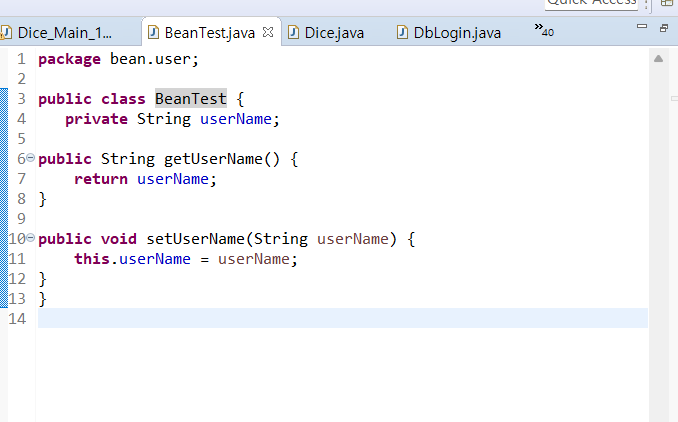 Quick Access
Dice_Main_1... BeanTest.java Dice.java DbLogin.java »40
1 package bean.user;
2
3 public class BeanTest {
4 private String userName;
5
6 public String getUserName() {
7 return userName;
8 }
9
10 public void setUserName(String userName) {
11 this.userName = userName;
12 }
13 }
14